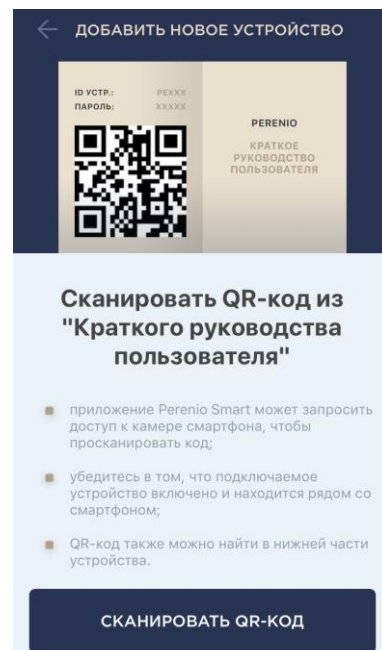 ДОБАВИТЬ НОВОЕ УСТРОЙСТВО
ID УСТР.: PEXXX
ПАРОЛЬ: XXXXX
PERENIO
КРАТКОЕ
РУКОВОДСТВО
ПОЛЬЗОВАТЕЛЯ
Сканировать QR-код из
"Краткого руководства
пользователя"
приложение Perenio Smart может запросить
доступ к камере смартфона, чтобы
просканировать код;
убедитесь в том, что подключаемое
устройство включено и находится рядом со
смартфоном;
QR-код также можно найти в нижней части
устройства.
СКАНИРОВАТЬ QR-КОД